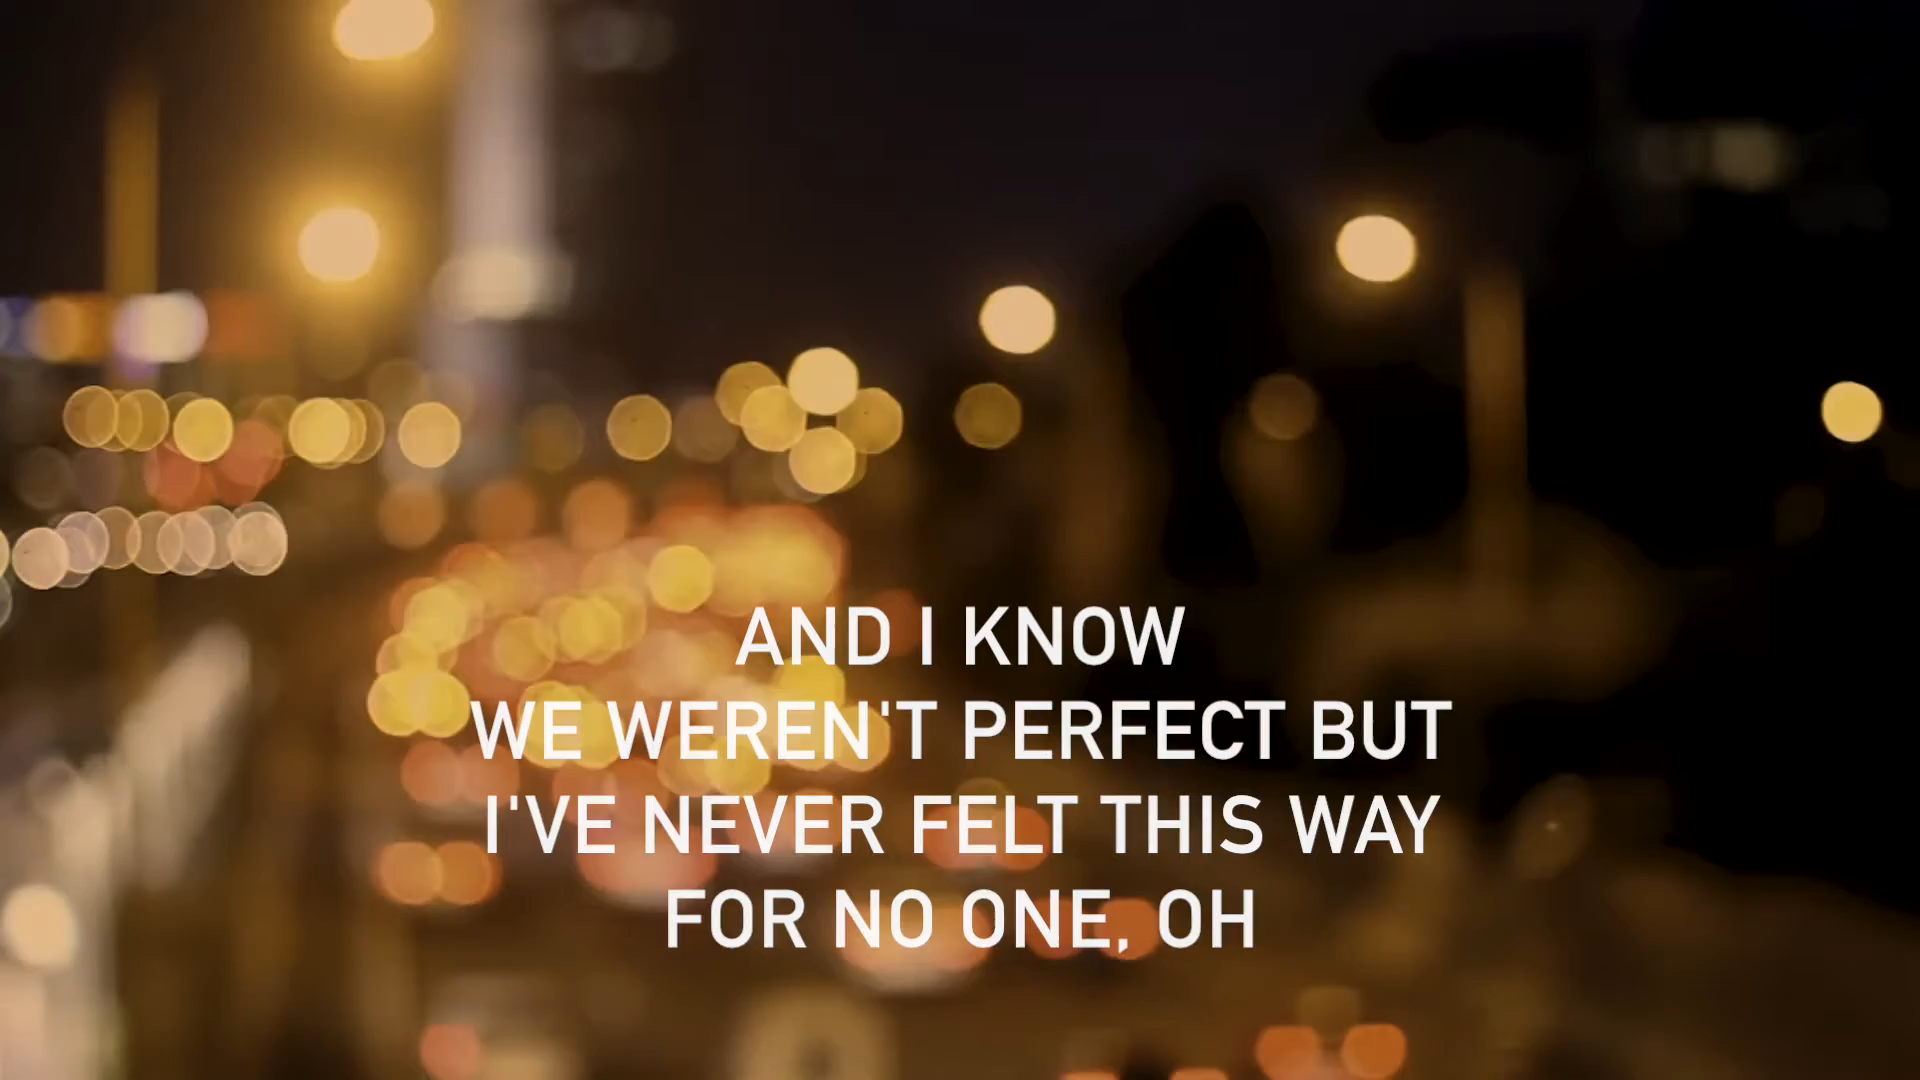 AND I KNOW
WE WEREN'T PERFECT BUT
I'VE NEVER FELT THIS WAY
FOR NO ONE, OH